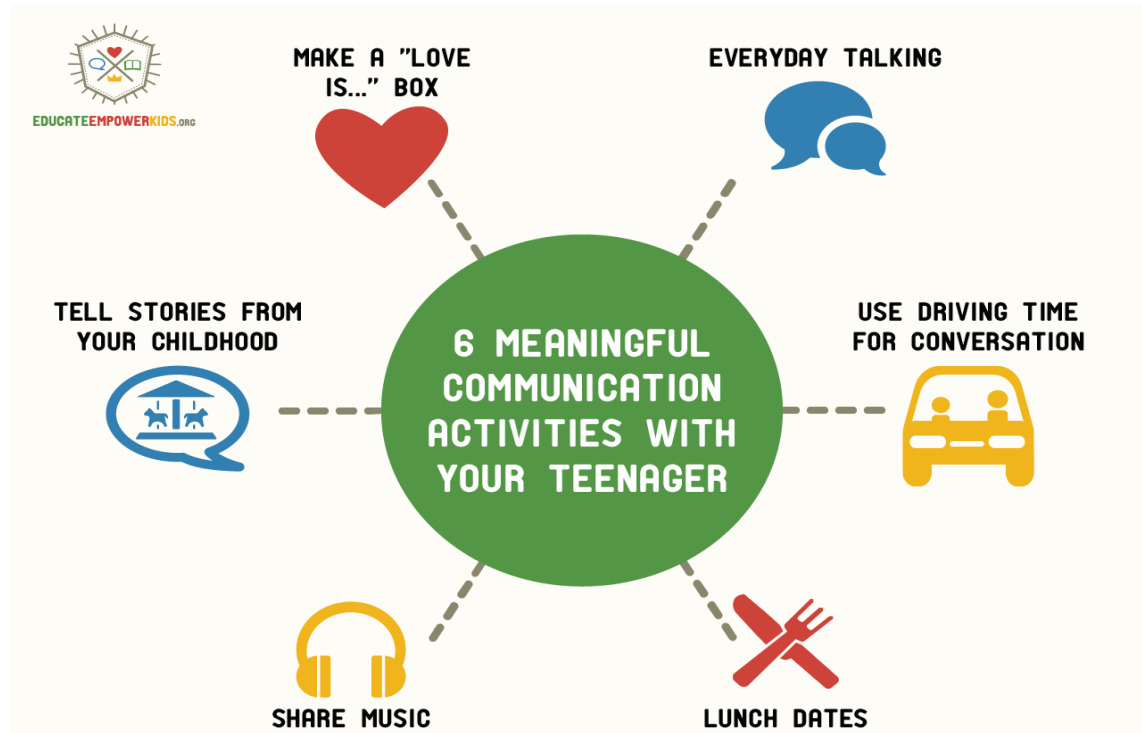 EDUCATEEMPOWERKIDS.ORG
MAKE A "LOVE
IS..." BOX
EVERYDAY TALKING
TELL STORIES FROM
YOUR CHILDHOOD
USE DRIVING TIME
FOR CONVERSATION
6 MEANINGFUL
COMMUNICATION
ACTIVITIES WITH
YOUR TEENAGER
SHARE MUSIC
LUNCH DATES